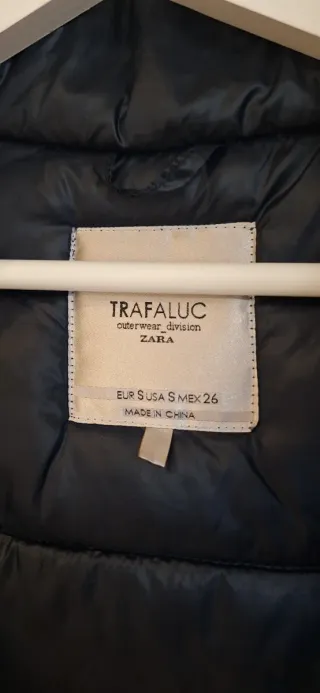 TRAFALUC
outerwear_division
ZARA
EUR S USA S MEX 26
MADE IN CHINA